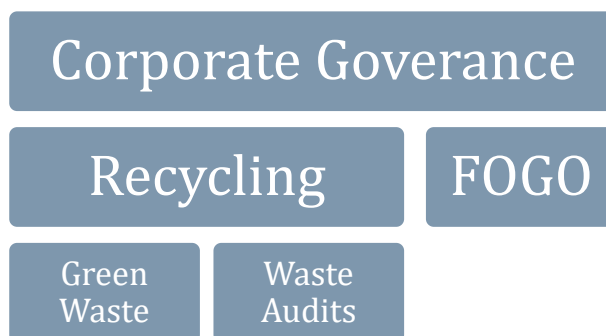 Corporate Goverance
Recycling
FOGO
Green
Waste
Waste
Audits